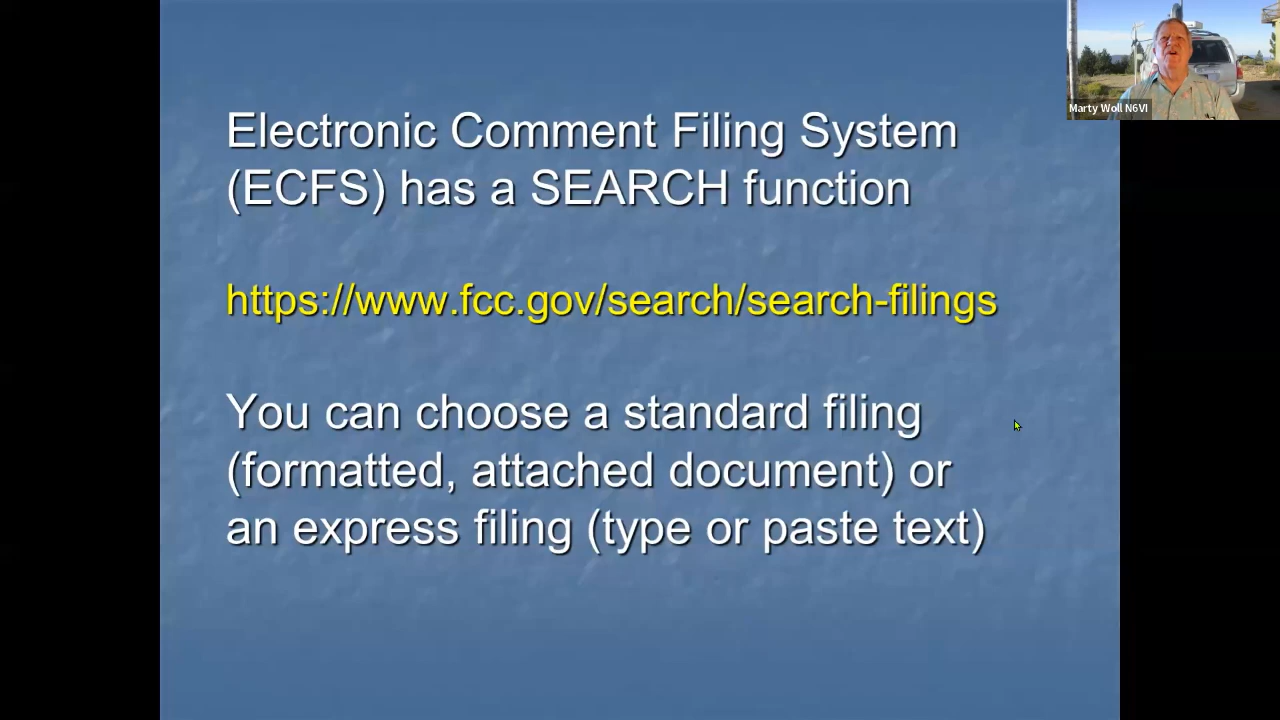 Electronic Comment Filing System
(ECFS) has a SEARCH function
https://www.fcc.gov/search/search-filings
You can choose a standard filing
(formatted, attached document) or
an express filing (type or paste text)
Marty Woll N6VI